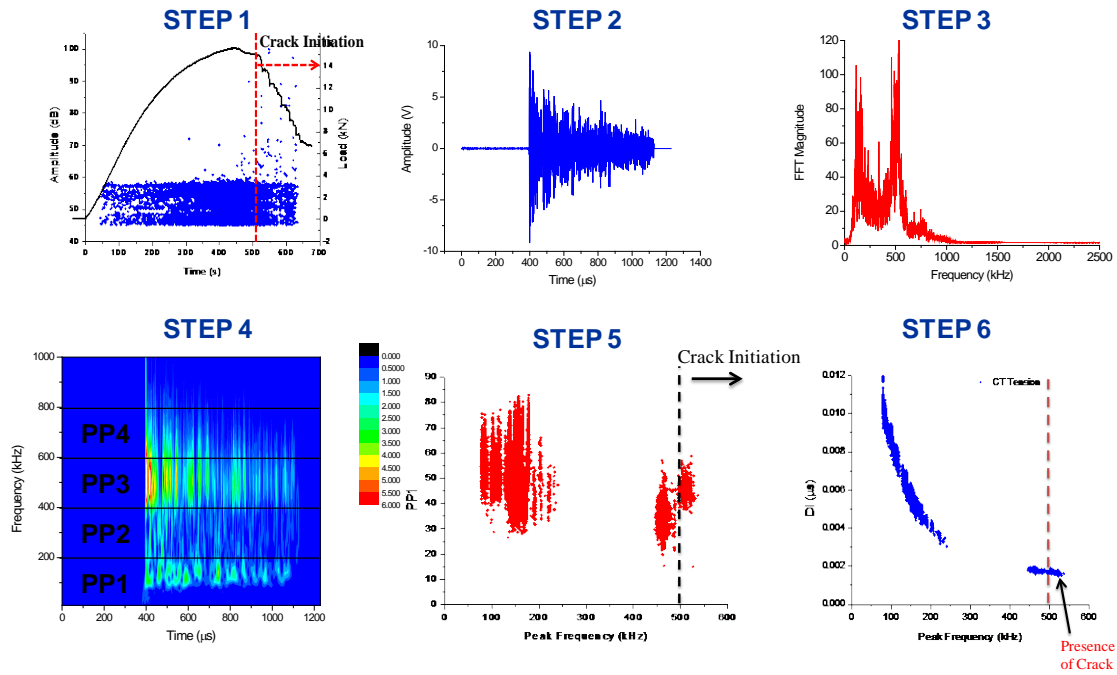 STEP 1
Crack Initiation
100
90
80
70
60
50
40
Amplitude (dB)
14
12
10
8
6
4
2
0
-2
Load (kN)
0 100 200 300 400 500 600 700
Time (s)
STEP 2
10
5
0
-5
-10
Amplitude (V)
0 200 400 600 800 1000 1200 1400
Time (μs)
STEP 3
120
100
80
60
40
20
0
FFT Magnitude
0 500 1000 1500 2000 2500
Frequency (kHz)
STEP 4
1000
800
600
400
200
Frequency (kHz)
PP4
PP3
PP2
PP1
0 200 400 600 800 1000 1200
Time (μs)
0.000
0.5000
1.000
1.500
2.000
2.500
3.000
3.500
4.000
4.500
5.000
5.500
6.000
STEP 5
Crack Initiation
90
80
70
60
50
40
30
20
10
0
PP1
0 100 200 300 400 500 600
Peak Frequency (kHz)
STEP 6
CT Tension
0.012
0.010
0.008
0.006
0.004
0.002
0.000
DI (μs)
0 100 200 300 400 500 600
Peak Frequency (kHz)
Presence
of Crack